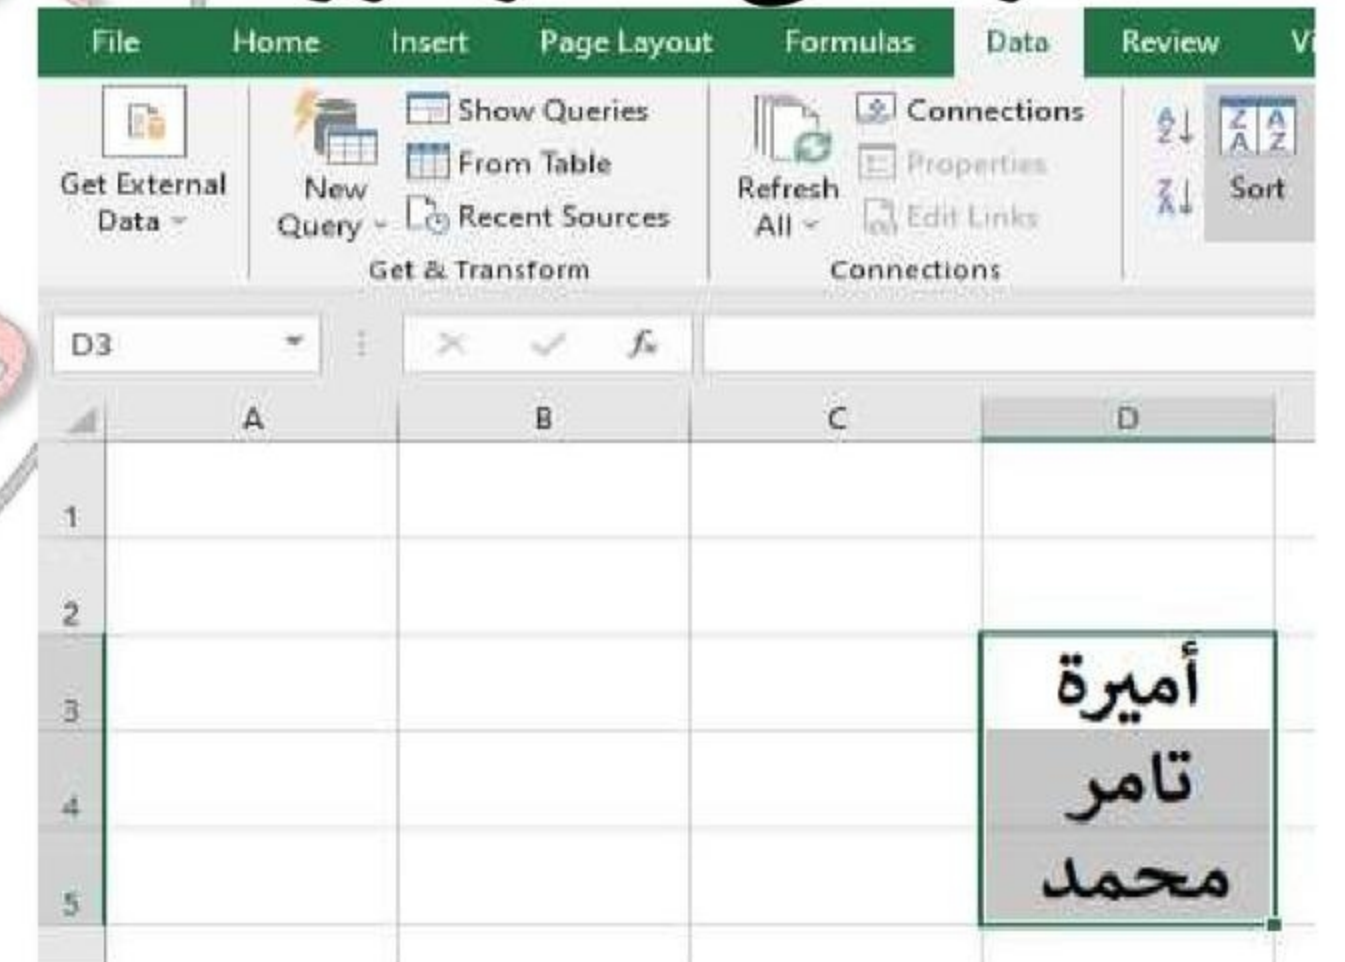 File Home Insert Page Layout Formulas Data Review
Get External Data
New Query
Show Queries
From Table
Recent Sources
Get & Transform
Refresh All
Connections
Properties
Edit Links
Connections
A Z
Z A
Z A A Z
Sort
D3
fx
A B C D
1
2
3 أميرة
4 تامر
5 محمد